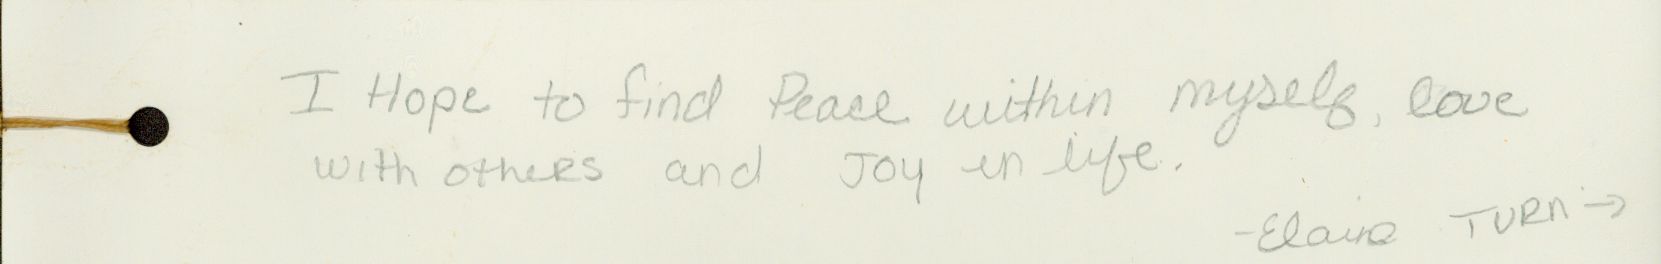 I Hope to find Peace within myself, love
with others and Joy in life.
-Elaine TURN →